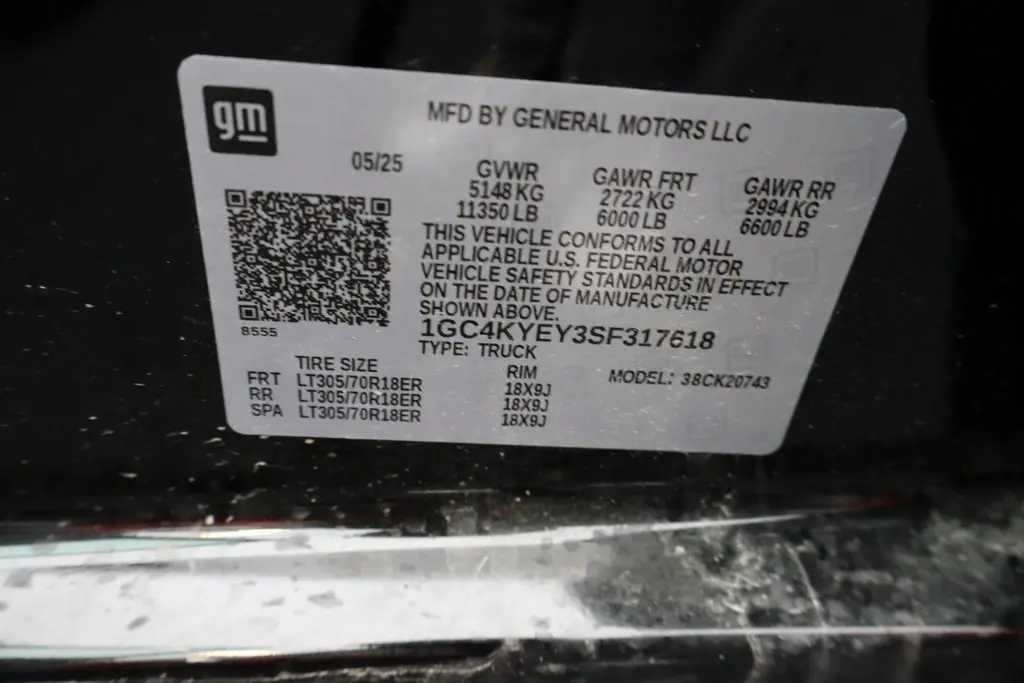 gm
MFD BY GENERAL MOTORS LLC
05/25
GVWR GAWR FRT GAWR RR
5148 KG 2722 KG 2994 KG
11350 LB 6000 LB 6600 LB
THIS VEHICLE CONFORMS TO ALL
APPLICABLE U.S. FEDERAL MOTOR
VEHICLE SAFETY STANDARDS IN EFFECT
ON THE DATE OF MANUFACTURE
SHOWN ABOVE.
8555
1GC4KYEY3SF317618
TYPE: TRUCK
TIRE SIZE RIM MODEL: 38CK20743
FRT LT305/70R18ER 18X9J
RR LT305/70R18ER 18X9J
SPA LT305/70R18ER 18X9J